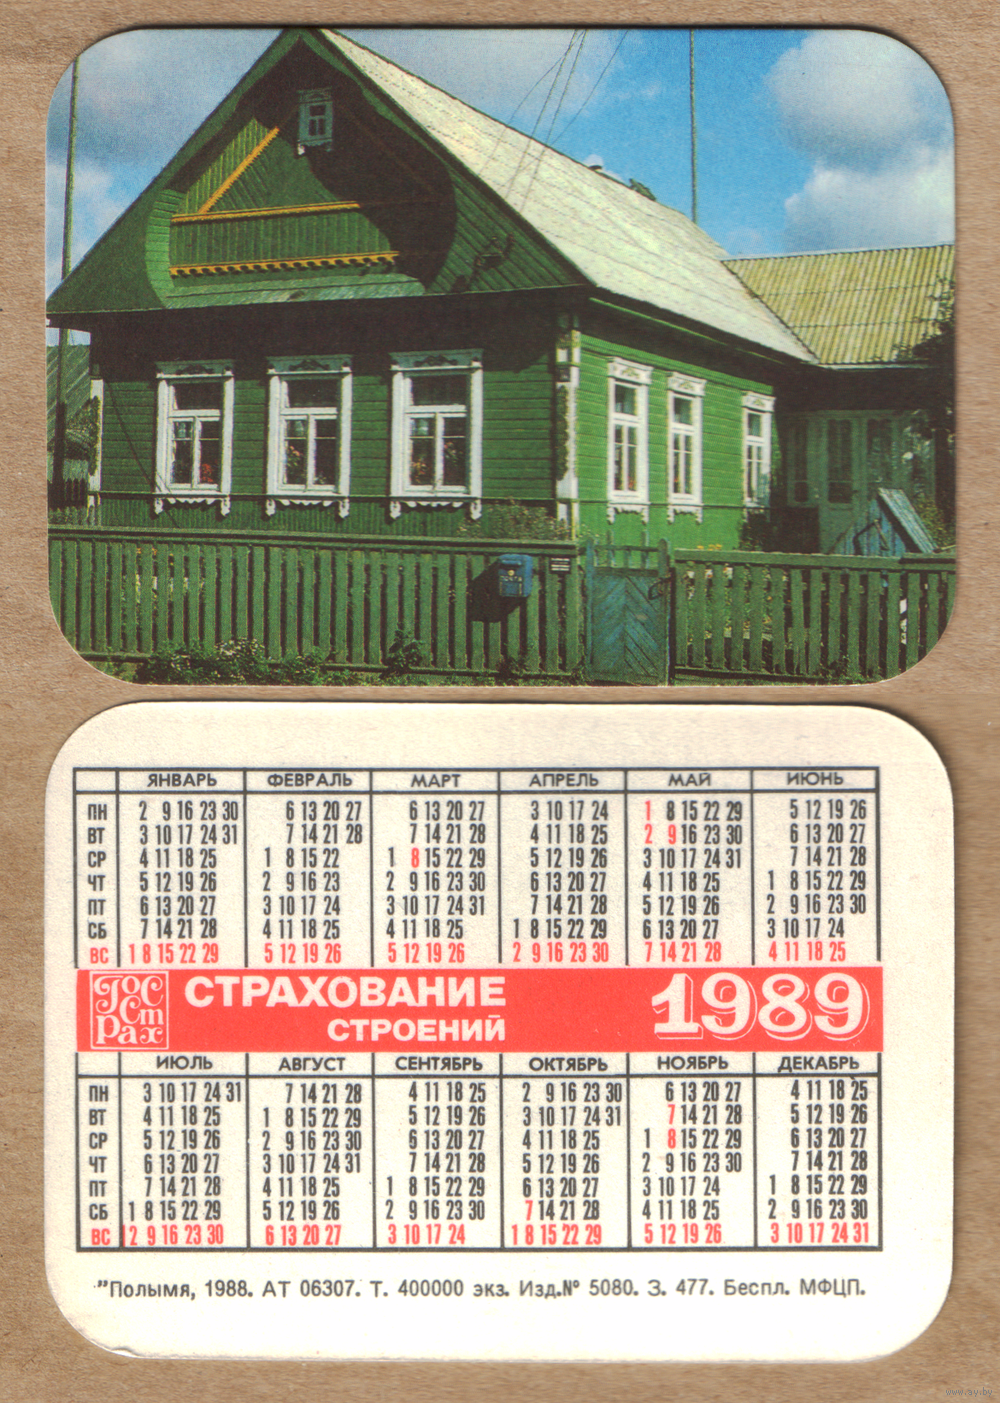 ПОЧТА
ЯНВАРЬ ФЕВРАЛЬ МАРТ АПРЕЛЬ МАЙ ИЮНЬ
ПН 2 9 16 23 30 6 13 20 27 6 13 20 27 3 10 17 24 1 8 15 22 29 5 12 19 26
ВТ 3 10 17 24 31 7 14 21 28 7 14 21 28 4 11 18 25 2 9 16 23 30 6 13 20 27
СР 4 11 18 25 1 8 15 22 1 8 15 22 29 5 12 19 26 3 10 17 24 31 7 14 21 28
ЧТ 5 12 19 26 2 9 16 23 2 9 16 23 30 6 13 20 27 4 11 18 25 1 8 15 22 29
ПТ 6 13 20 27 3 10 17 24 3 10 17 24 31 7 14 21 28 5 12 19 26 2 9 16 23 30
СБ 7 14 21 28 4 11 18 25 4 11 18 25 1 8 15 22 29 6 13 20 27 3 10 17 24
ВС 1 8 15 22 29 5 12 19 26 5 12 19 26 2 9 16 23 30 7 14 21 28 4 11 18 25
ГосСтрах СТРАХОВАНИЕ 1989
СТРОЕНИЙ
ИЮЛЬ АВГУСТ СЕНТЯБРЬ ОКТЯБРЬ НОЯБРЬ ДЕКАБРЬ
ПН 3 10 17 24 31 7 14 21 28 4 11 18 25 2 9 16 23 30 6 13 20 27 4 11 18 25
ВТ 4 11 18 25 1 8 15 22 29 5 12 19 26 3 10 17 24 31 7 14 21 28 5 12 19 26
СР 5 12 19 26 2 9 16 23 30 6 13 20 27 4 11 18 25 1 8 15 22 29 6 13 20 27
ЧТ 6 13 20 27 3 10 17 24 31 7 14 21 28 5 12 19 26 2 9 16 23 30 7 14 21 28
ПТ 7 14 21 28 4 11 18 25 1 8 15 22 29 6 13 20 27 3 10 17 24 1 8 15 22 29
СБ 1 8 15 22 29 5 12 19 26 2 9 16 23 30 7 14 21 28 4 11 18 25 2 9 16 23 30
ВС 2 9 16 23 30 6 13 20 27 3 10 17 24 1 8 15 22 29 5 12 19 26 3 10 17 24 31
"Полымя, 1988. АТ 06307. Т. 400000 экз. Изд.№ 5080. З. 477. Беспл. МФЦП.
www.ay.by